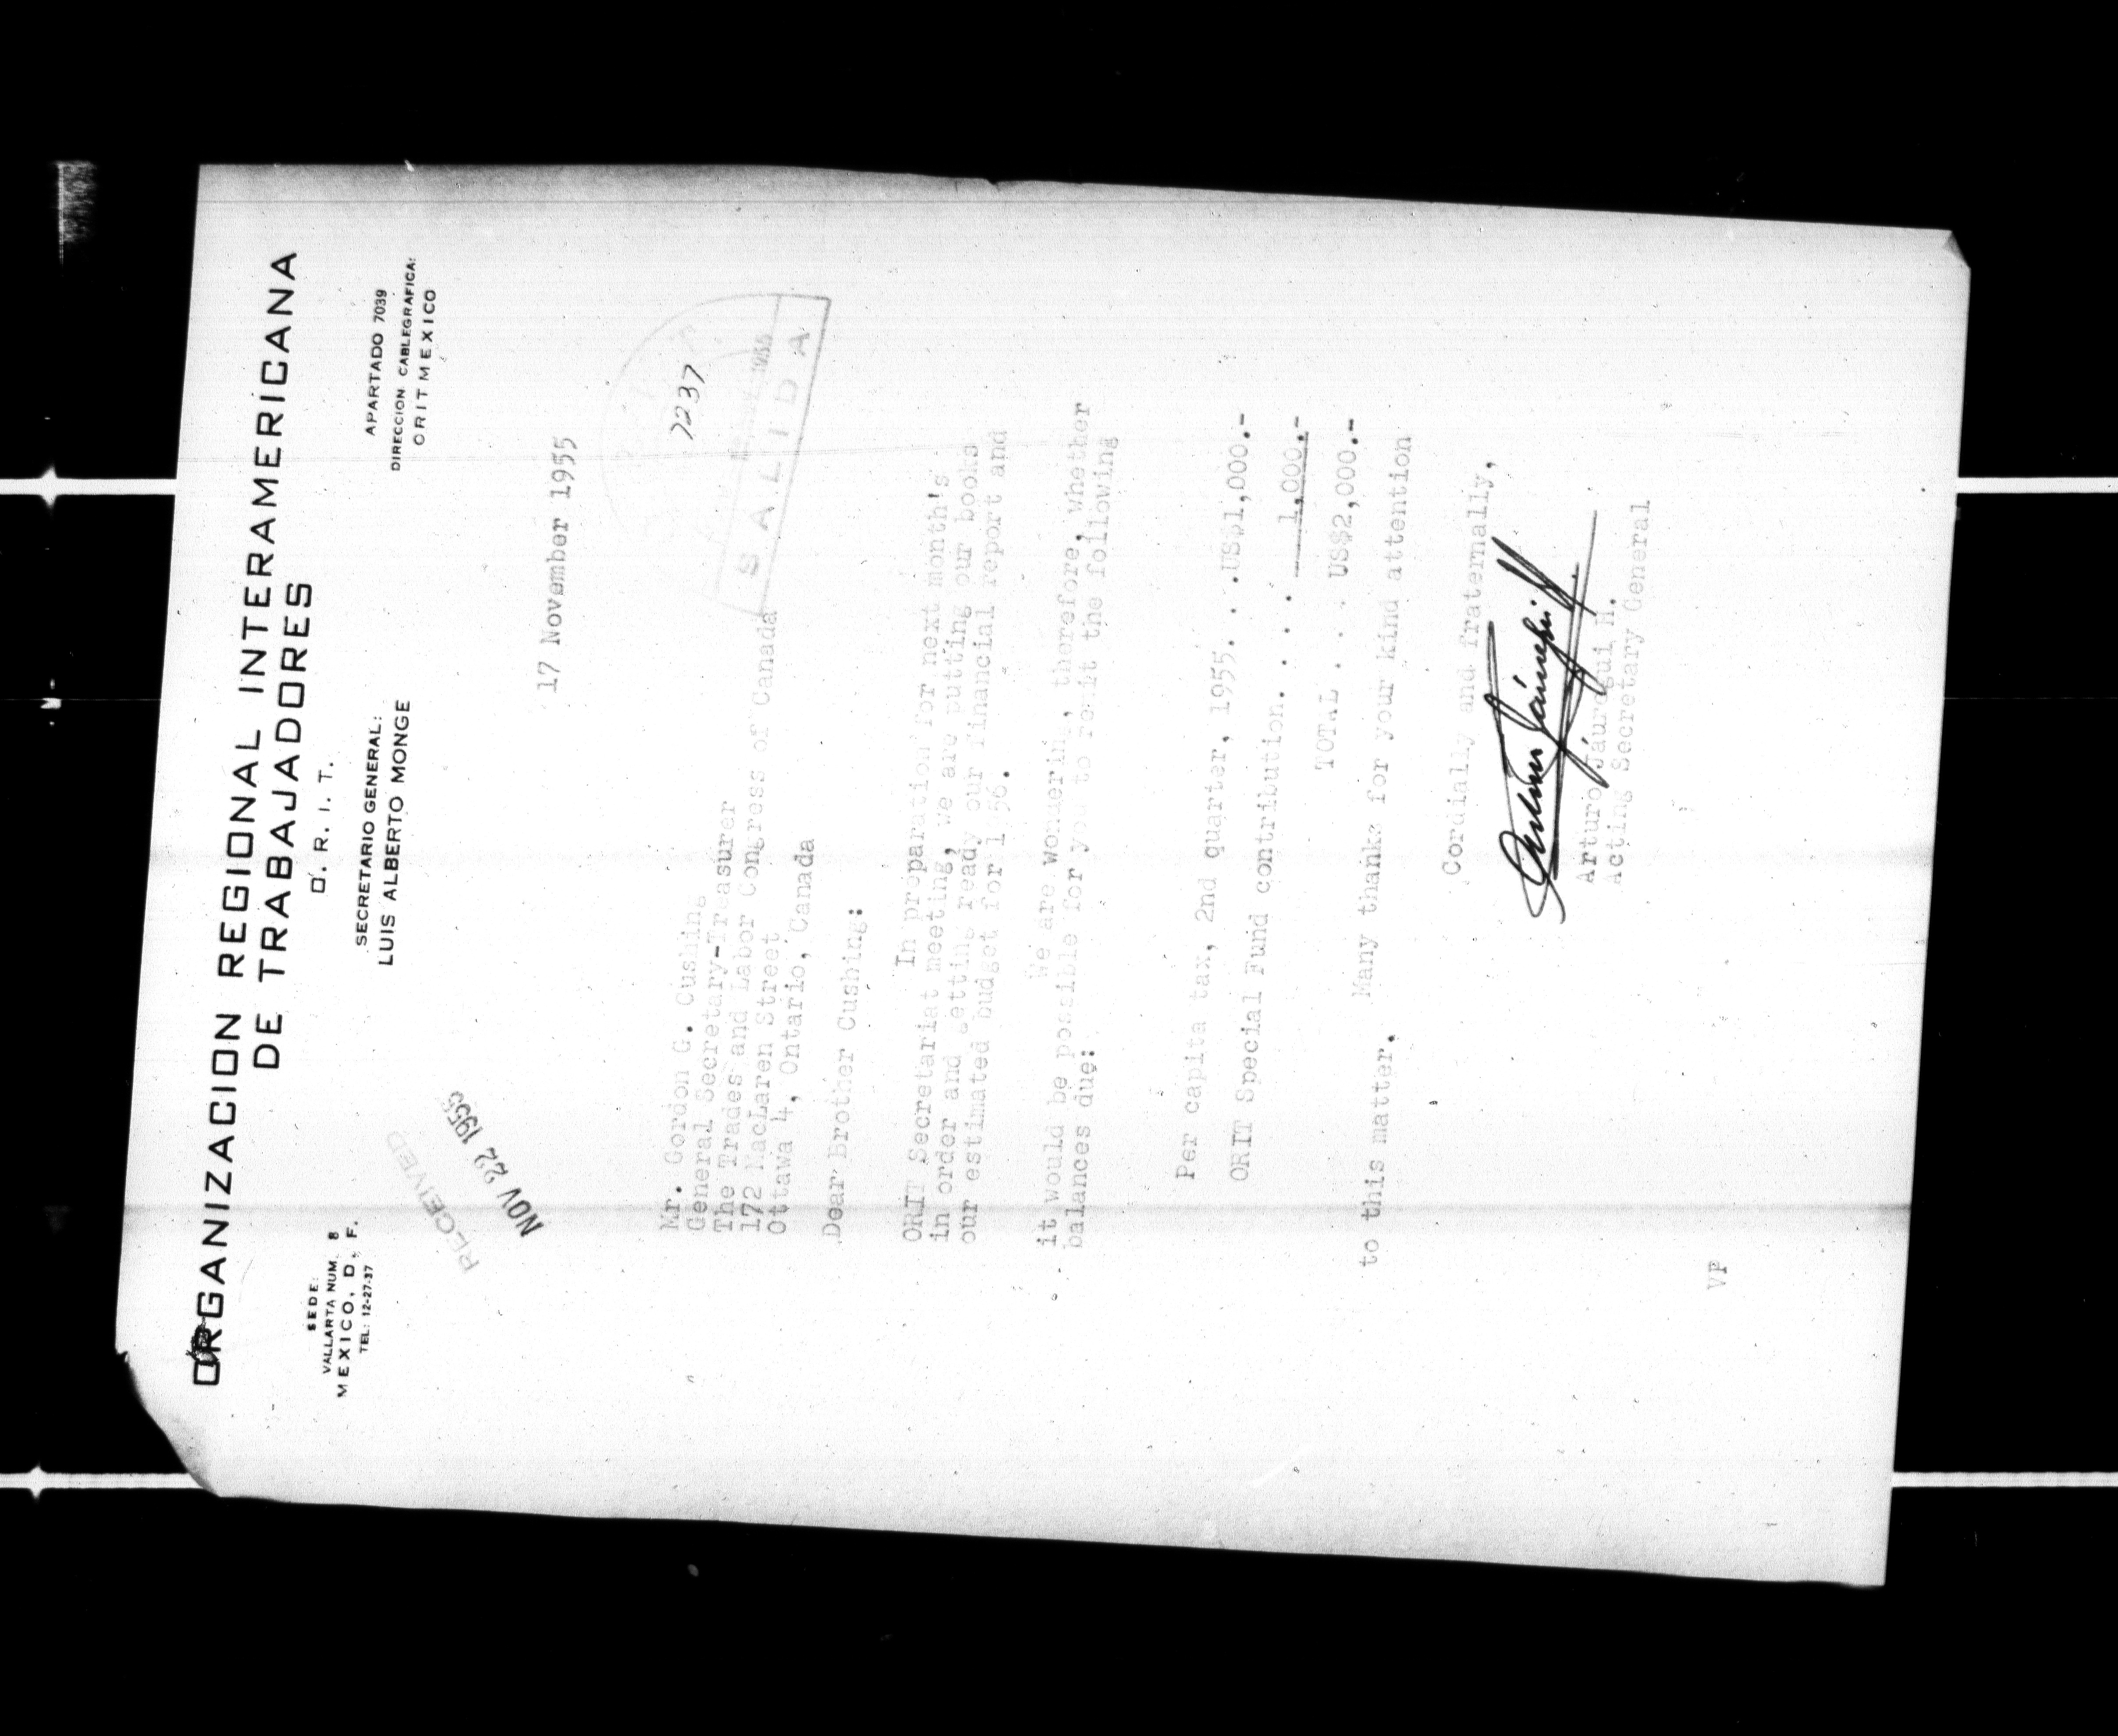 ORGANIZACION REGIONAL INTERAMERICANA
DE TRABAJADORES
O. R. I. T.
SEDE:
VALLARTA NUM. 8
MEXICO, D. F.
TEL: 12-27-37
SECRETARIO GENERAL:
LUIS ALBERTO MONGE
APARTADO 7039
DIRECCION CABLEGRAFICA:
ORITMEXICO
RECEIVED
NOV 22 1955
17 November 1955
7237
SALIDA
Mr. Gordon G. Cushing
General Secretary-Treasurer
The Trades and Labor Congress of Canada
172 MacLaren Street
Ottawa 4, Ontario, Canada
Dear Brother Cushing:
In preparation for next month's
ORIT Secretariat meeting, we are putting our books
in order and getting ready our financial report and
our estimated budget for 1956.
We are wondering, therefore, whether
it would be possible for you to remit the following
balances due:
Per capita tax, 2nd quarter, 1955. . .US$1,000.-
ORIT Special Fund contribution. . . . 1,000.-
TOTAL . . . US$2,000.-
Many thanks for your kind attention
to this matter.
Cordially and fraternally,
Arturo Jáuregui H.
Arturo Jáuregui H.
Acting Secretary General
VP